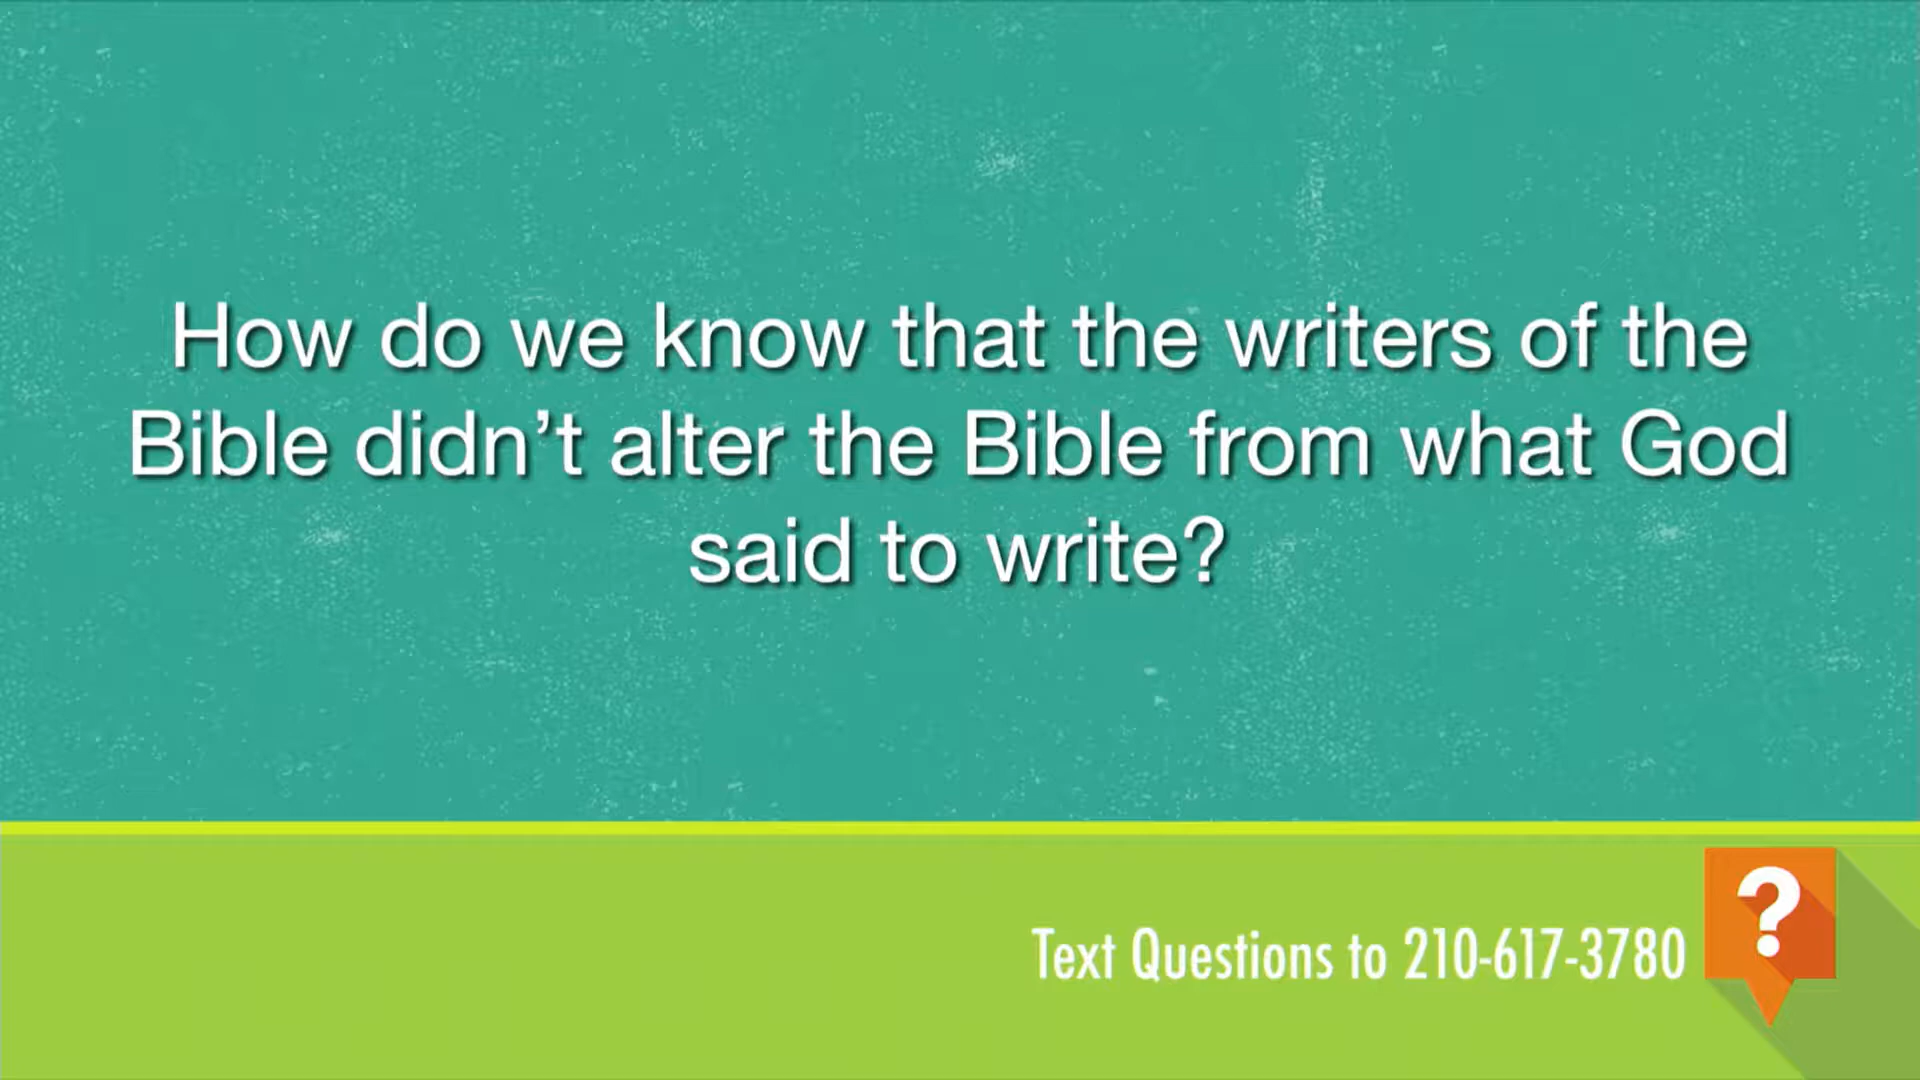 How do we know that the writers of the
Bible didn’t alter the Bible from what God
said to write?
Text Questions to 210-617-3780
?